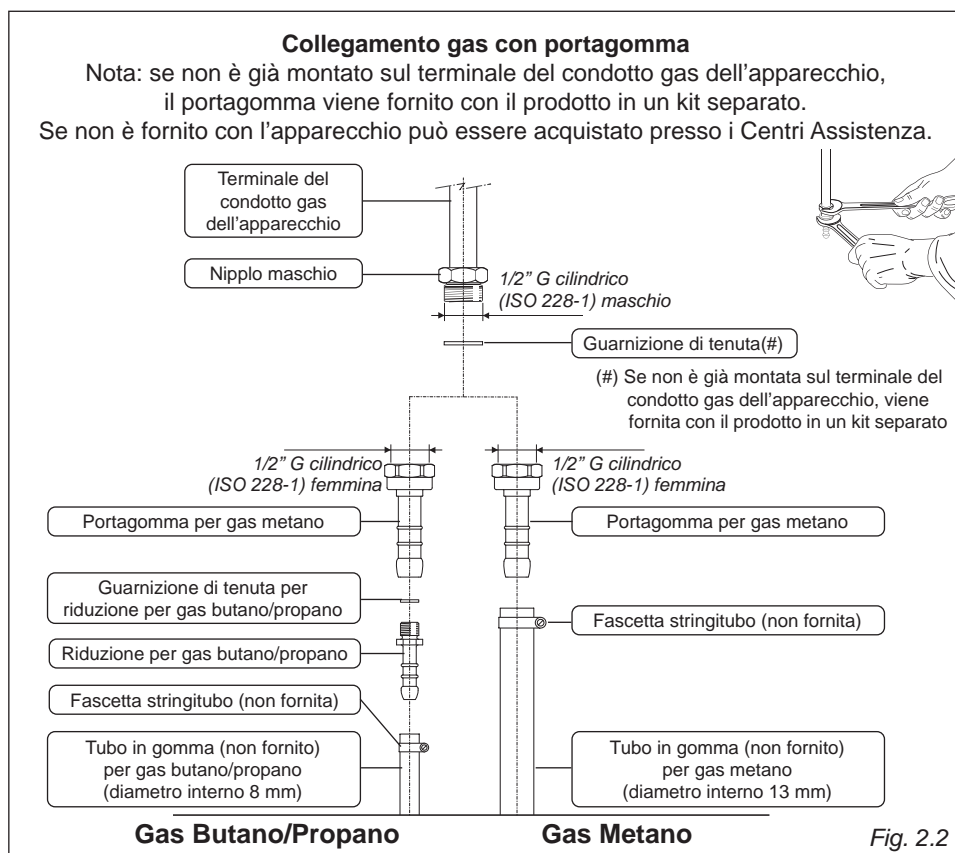 Collegamento gas con portagomma
Nota: se non è già montato sul terminale del condotto gas dell'apparecchio,
il portagomma viene fornito con il prodotto in un kit separato.
Se non è fornito con l'apparecchio può essere acquistato presso i Centri Assistenza.
Terminale del
condotto gas
dell'apparecchio
Nipplo maschio
1/2” G cilindrico
(ISO 228-1) maschio
Guarnizione di tenuta(#)
(#) Se non è già montata sul terminale del
condotto gas dell'apparecchio, viene
fornita con il prodotto in un kit separato
1/2” G cilindrico
(ISO 228-1) femmina
1/2” G cilindrico
(ISO 228-1) femmina
Portagomma per gas metano
Portagomma per gas metano
Guarnizione di tenuta per
riduzione per gas butano/propano
Fascetta stringitubo (non fornita)
Riduzione per gas butano/propano
Fascetta stringitubo (non fornita)
Tubo in gomma (non fornito)
per gas butano/propano
(diametro interno 8 mm)
Tubo in gomma (non fornito)
per gas metano
(diametro interno 13 mm)
Gas Butano/Propano
Gas Metano
Fig. 2.2